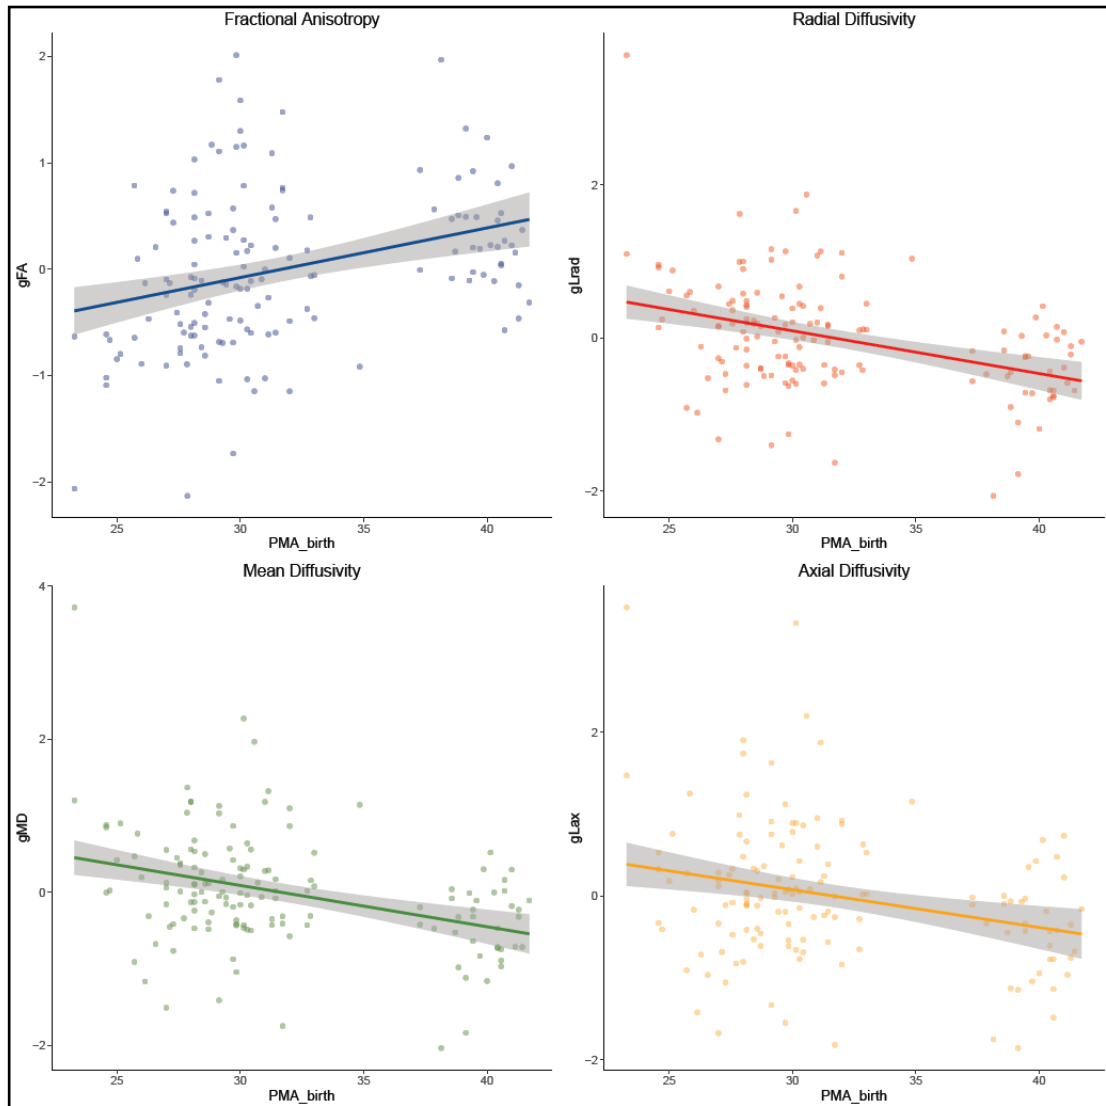 Fractional Anisotropy
2
1
0
−1
−2
gFA
25
30
35
40
PMA_birth
Radial Diffusivity
2
0
−2
gLrad
25
30
35
40
PMA_birth
Mean Diffusivity
4
2
0
−2
gMD
25
30
35
40
PMA_birth
Axial Diffusivity
2
0
−2
gLax
25
30
35
40
PMA_birth